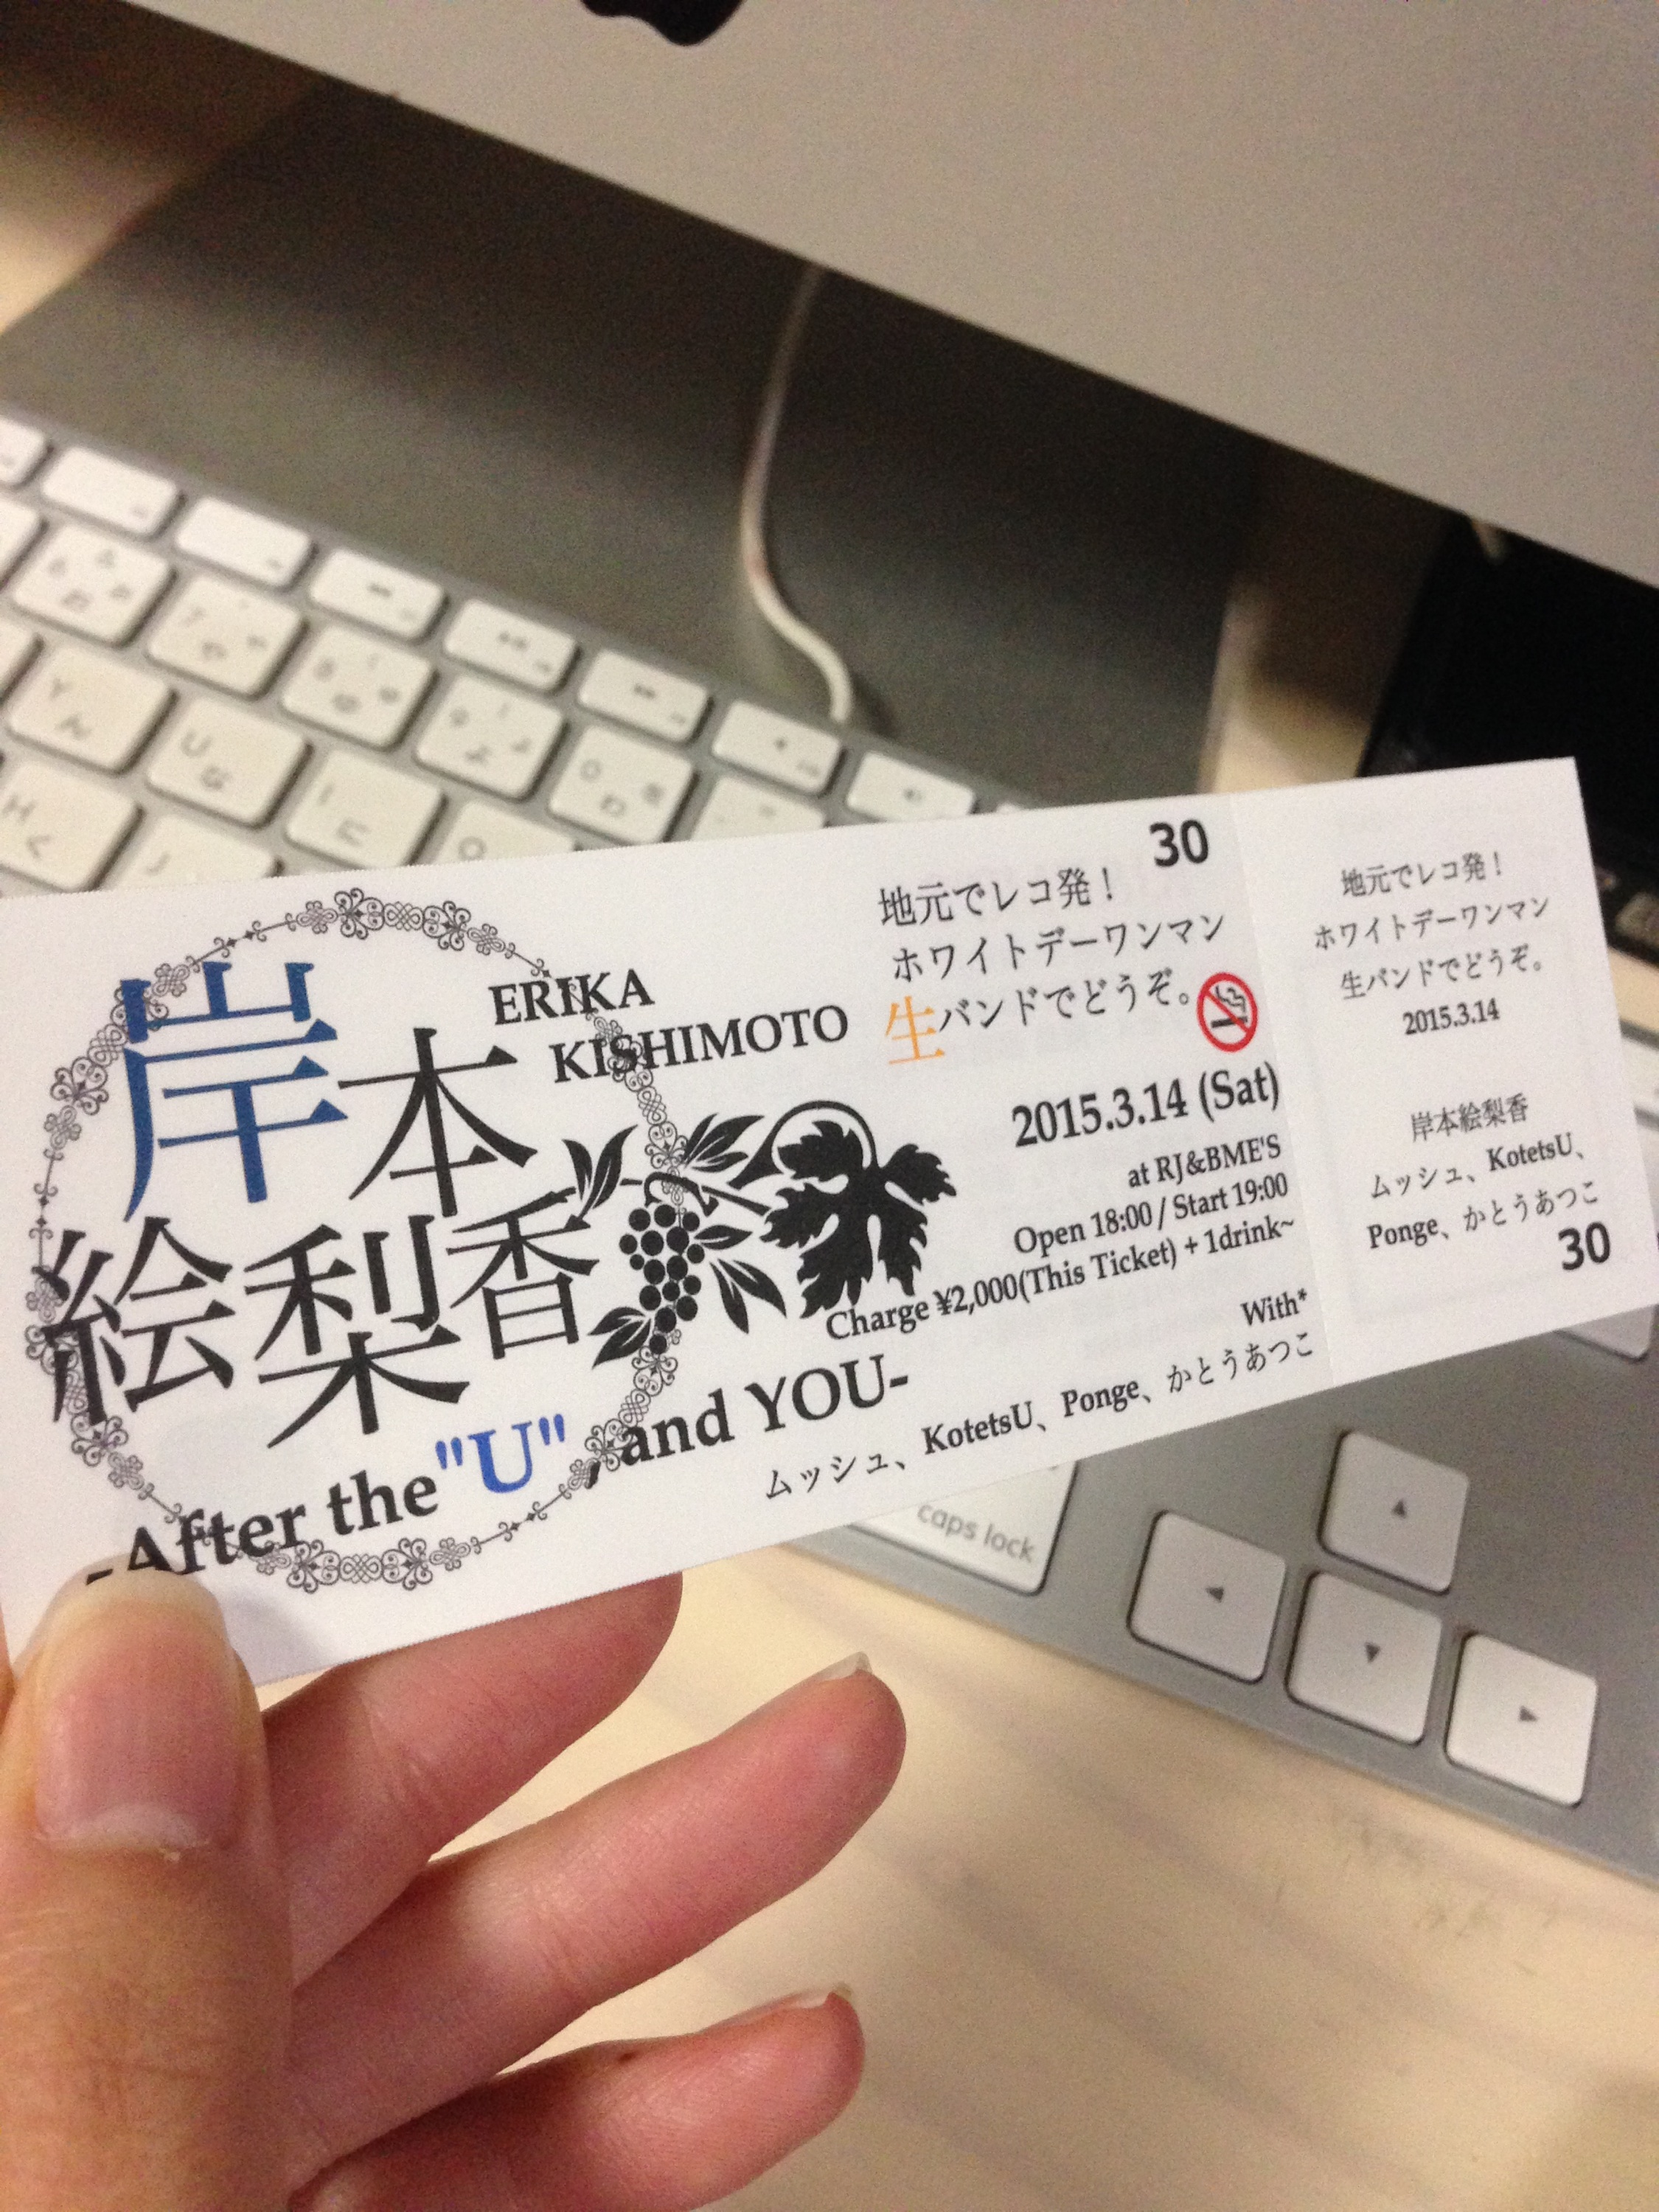 岸本
絵梨香
ERIKA
KISHIMOTO
-After the "U" , and YOU-
30
地元でレコ発！
ホワイトデーワンマン
生バンドでどうぞ。
2015.3.14 (Sat)
at RJ&BME'S
Open 18:00 / Start 19:00
Charge ¥2,000(This Ticket) + 1drink~
With*
ムッシュ、KotetsU、Ponge、かとうあつこ
地元でレコ発！
ホワイトデーワンマン
生バンドでどうぞ。
2015.3.14
岸本絵梨香
ムッシュ、KotetsU、
Ponge、かとうあつこ
30
Y
ん
U
な
I
に
H
く
J
O
caps lock